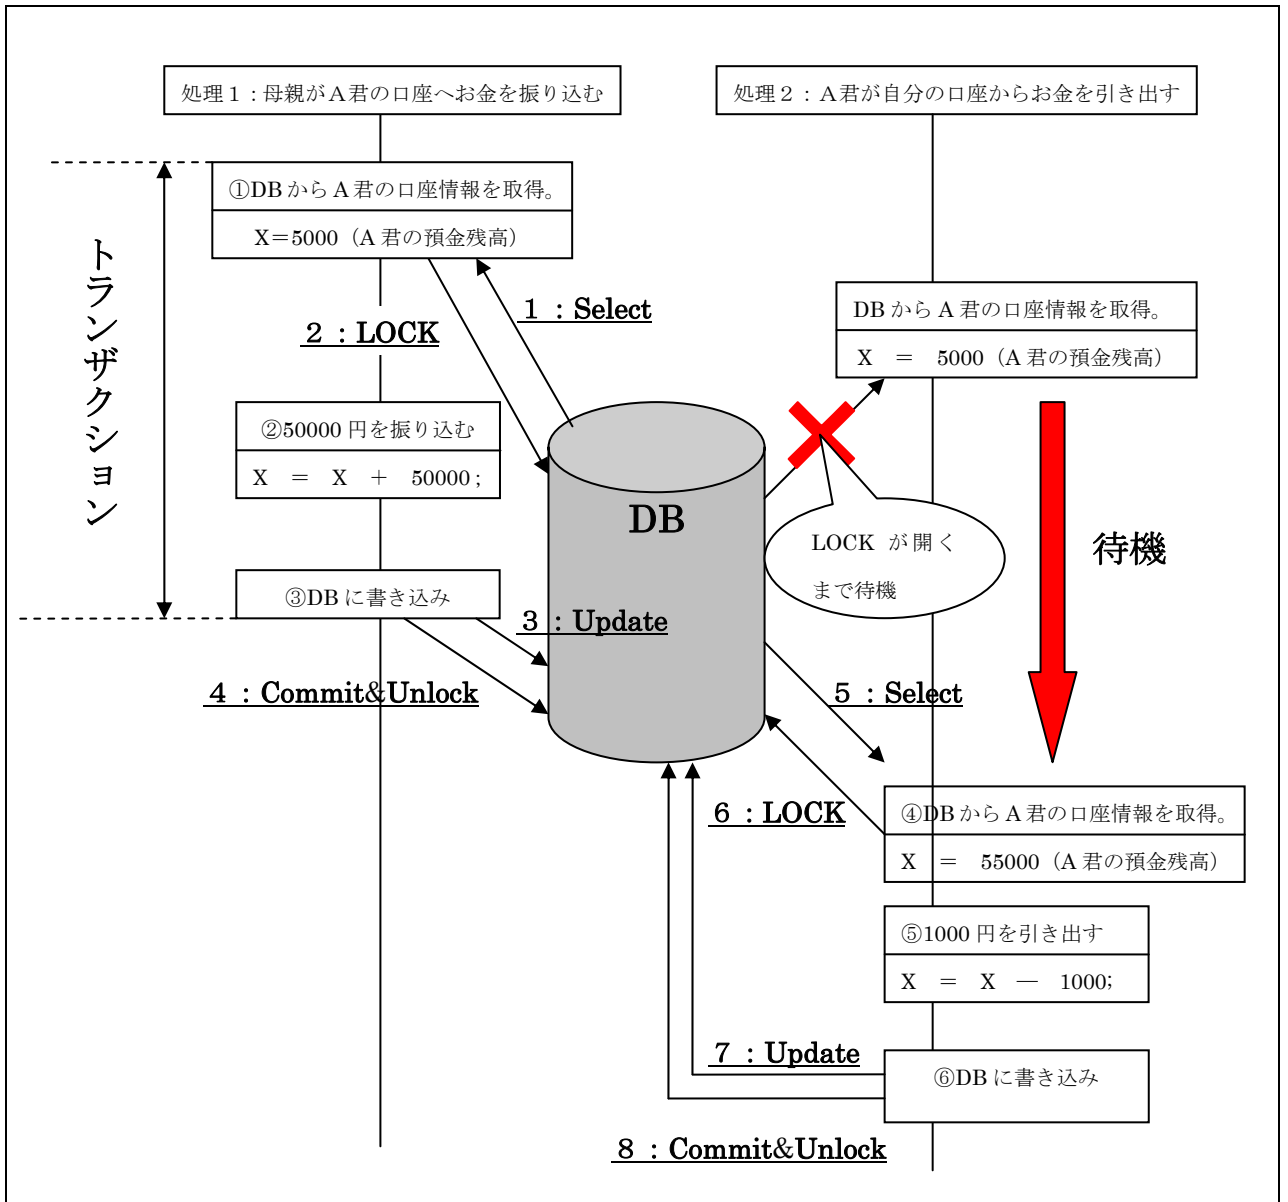 処理１：母親がＡ君の口座へお金を振り込む
処理２：Ａ君が自分の口座からお金を引き出す
①DBからA君の口座情報を取得。
X＝5000（A君の預金残高）
トランザクション
１：Select
２：LOCK
DBからA君の口座情報を取得。
X ＝ 5000（A君の預金残高）
②50000円を振り込む
X ＝ X ＋ 50000;
DB
LOCK が開く
まで待機
待機
③DBに書き込み
３：Update
４：Commit&Unlock
５：Select
６：LOCK
④DBからA君の口座情報を取得。
X ＝ 55000（A君の預金残高）
⑤1000円を引き出す
X ＝ X ― 1000;
７：Update
⑥DBに書き込み
８：Commit&Unlock